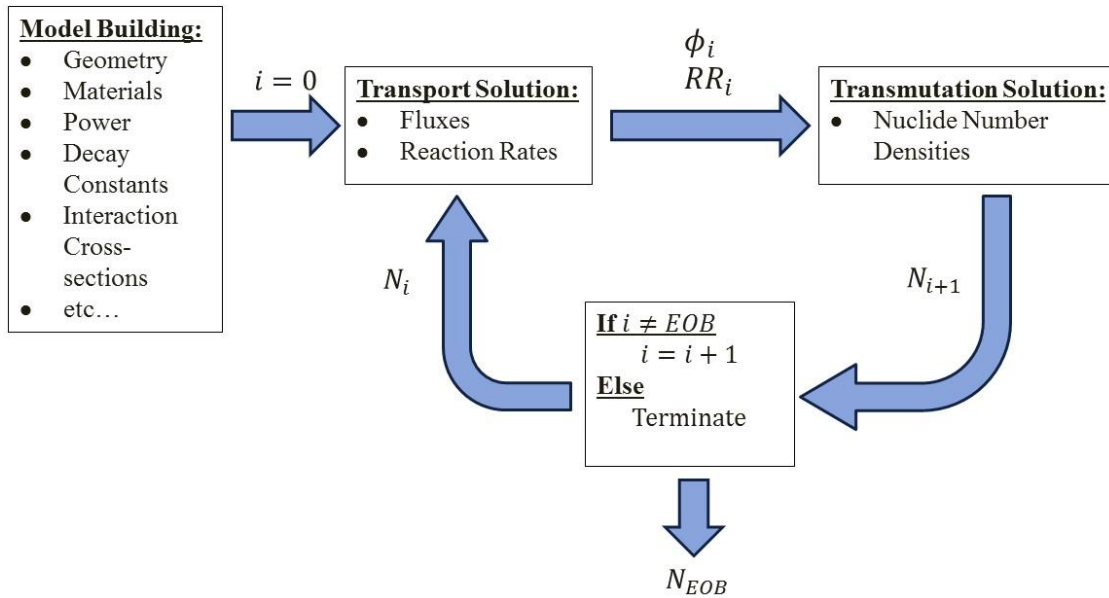 Model Building:
● Geometry
● Materials
● Power
● Decay
Constants
● Interaction
Cross-
sections
● etc…
i = 0
Transport Solution:
● Fluxes
● Reaction Rates
ϕᵢ
RRᵢ
Transmutation Solution:
● Nuclide Number
Densities
Nᵢ
Nᵢ₊₁
If i ≠ EOB
i = i + 1
Else
Terminate
N_EOB